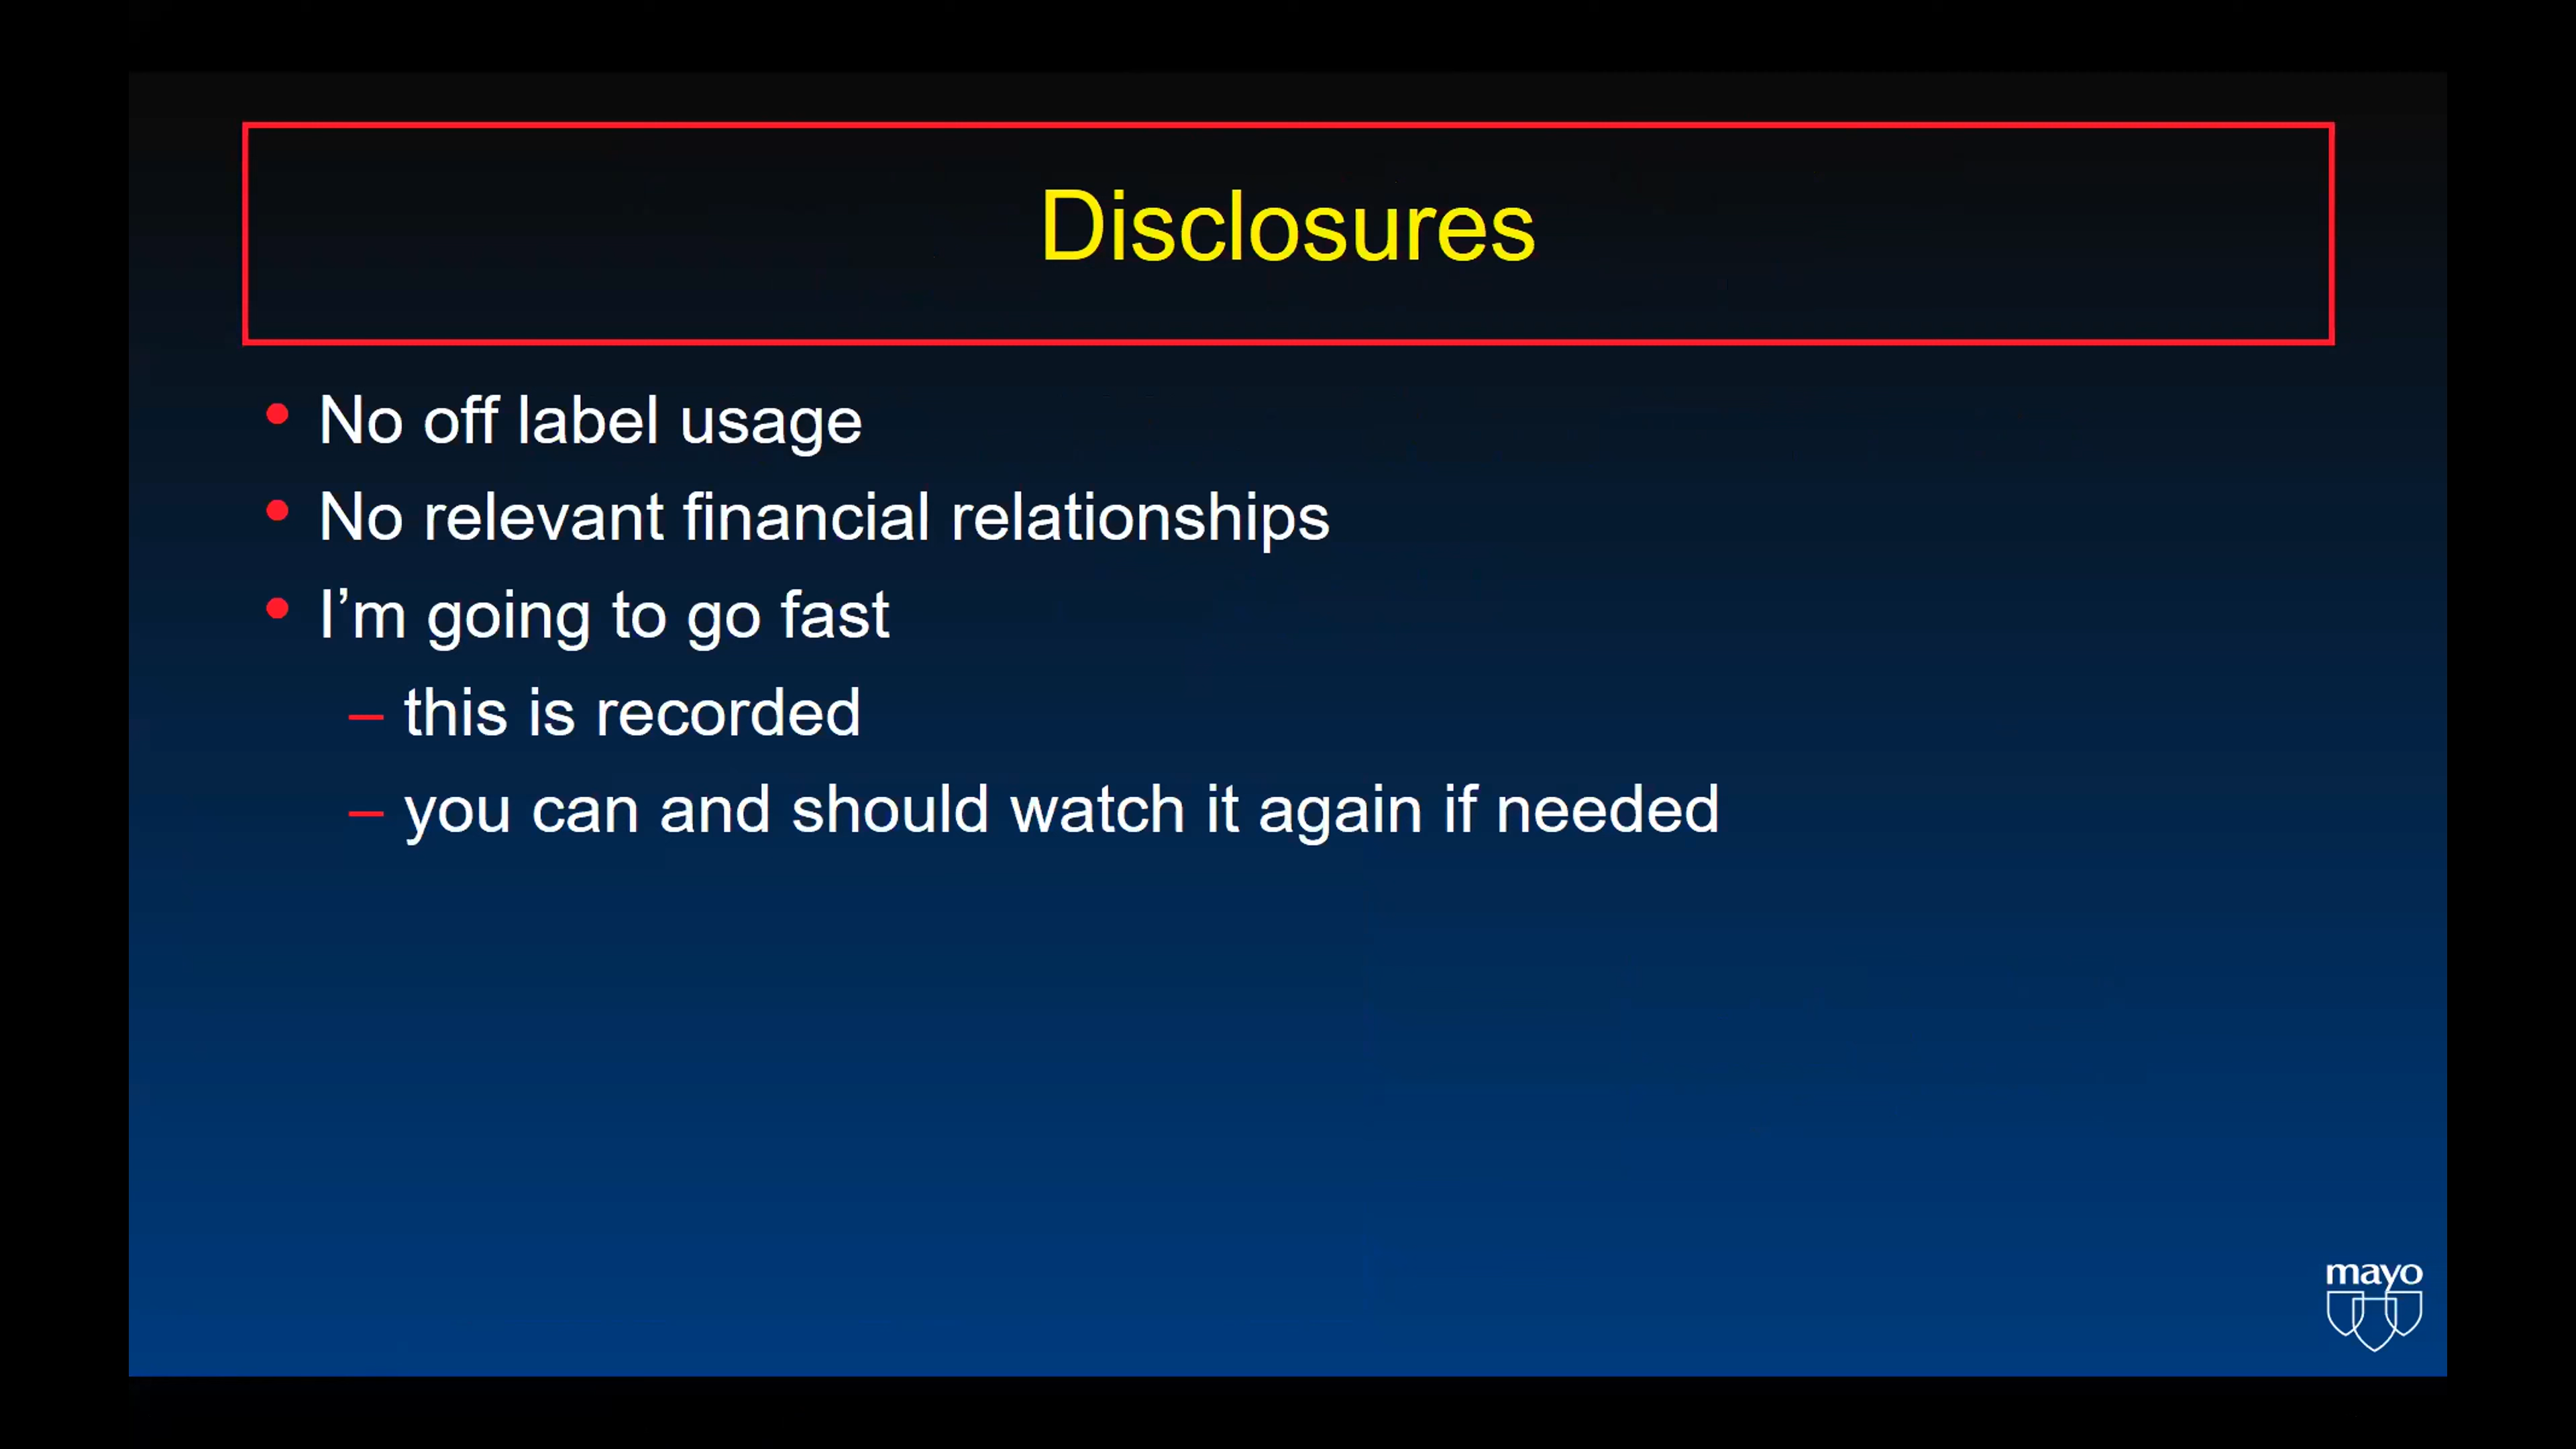 Disclosures
• No off label usage
• No relevant financial relationships
• I’m going to go fast
– this is recorded
– you can and should watch it again if needed
mayo